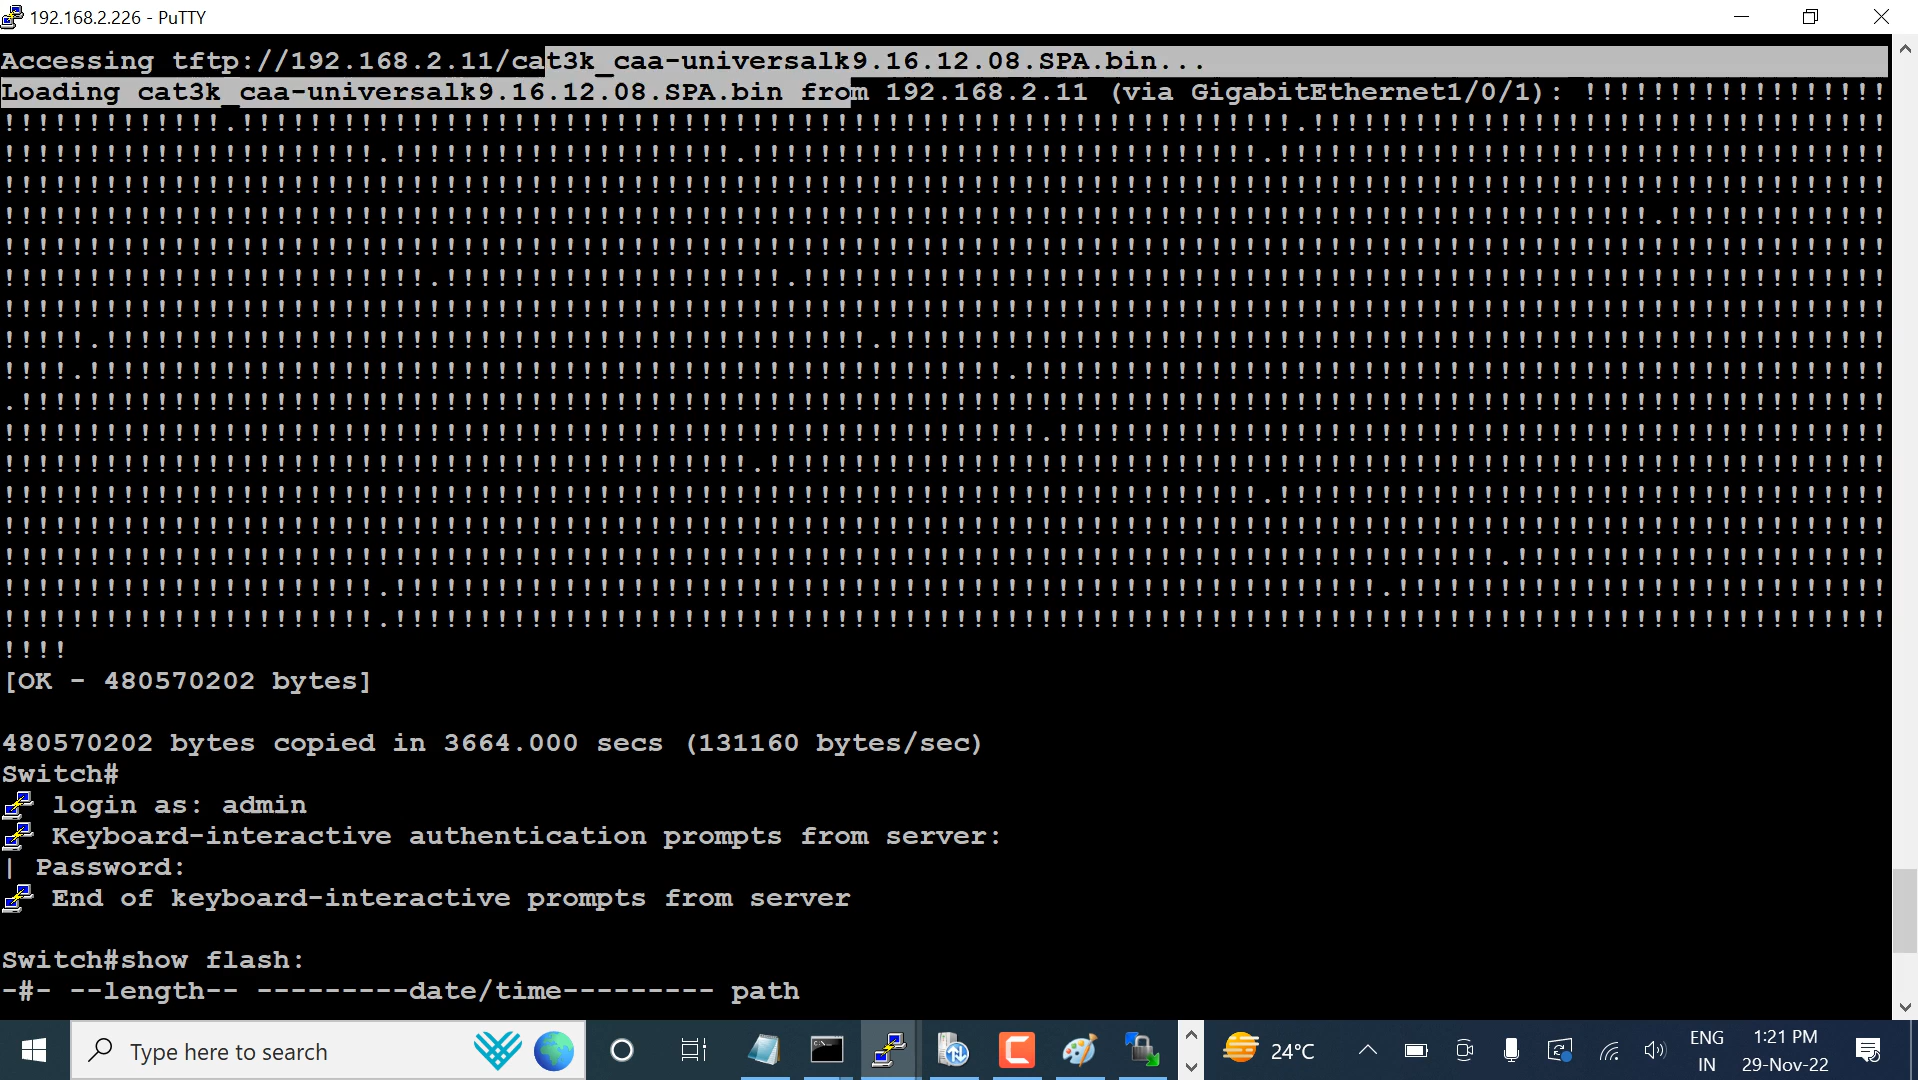 192.168.2.226 - PuTTY
Accessing tftp://192.168.2.11/cat3k_caa-universalk9.16.12.08.SPA.bin...
Loading cat3k_caa-universalk9.16.12.08.SPA.bin from 192.168.2.11 (via GigabitEthernet1/0/1): !!!!!!!!!!!!!!!!!!
!!!!
[OK - 480570202 bytes]
480570202 bytes copied in 3664.000 secs (131160 bytes/sec)
Switch#
login as: admin
Keyboard-interactive authentication prompts from server:
| Password:
End of keyboard-interactive prompts from server
Switch#show flash:
-#- --length-- ---------date/time--------- path
Type here to search
24°C
ENG
IN
1:21 PM
29-Nov-22